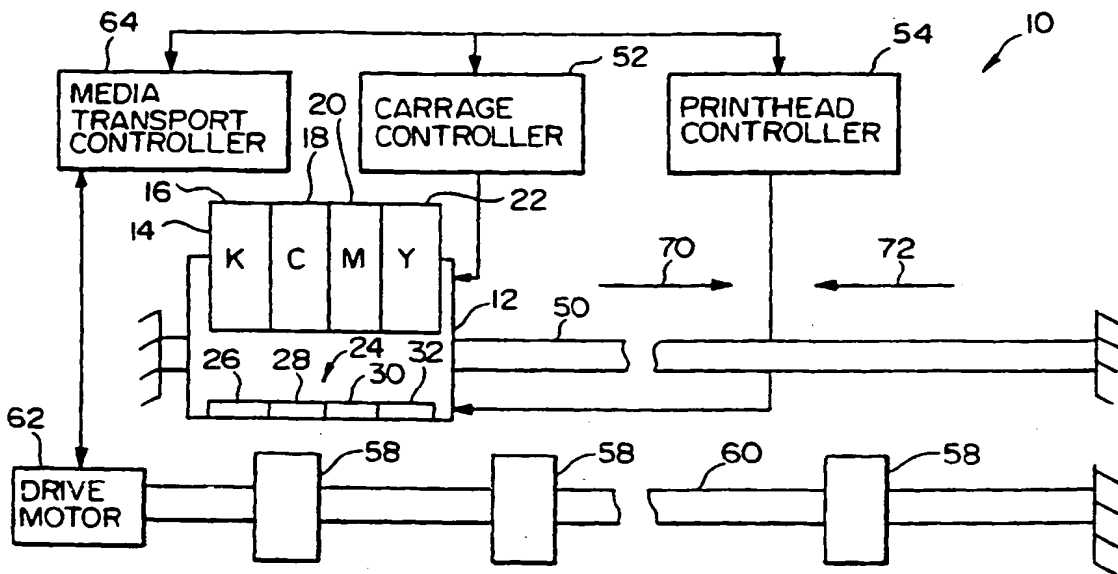 64
10
52
54
MEDIA
TRANSPORT
CONTROLLER
20
18
CARRAGE
CONTROLLER
PRINTHEAD
CONTROLLER
16
22
14
K
C
M
Y
70
72
12
50
26
28
24
30
32
62
58
58
60
58
DRIVE
MOTOR